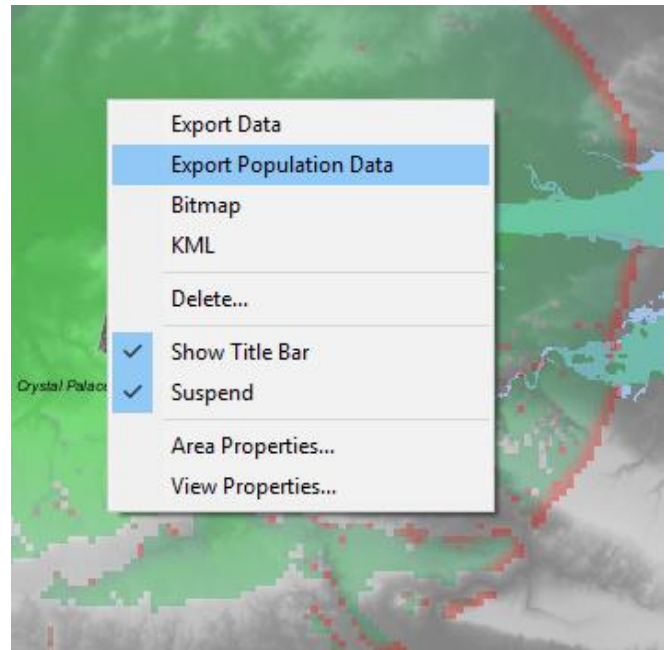 Export Data
Export Population Data
Bitmap
KML
Delete...
Show Title Bar
Crystal Palace
Suspend
Area Properties...
View Properties...